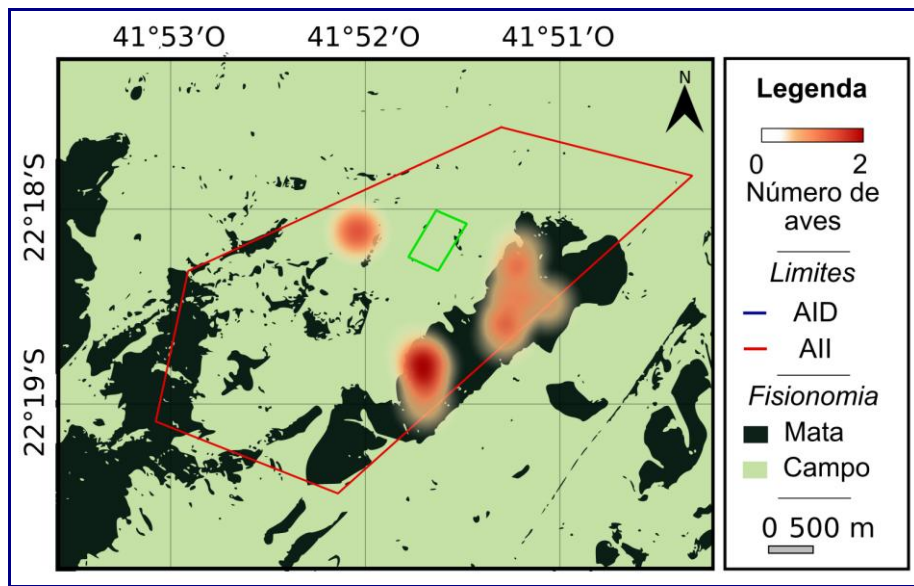 41°53′O 41°52′O 41°51′O
22°18′S
22°19′S
N
Legenda
0 2
Número de
aves
Limites
AID
AII
Fisionomia
Mata
Campo
0 500 m